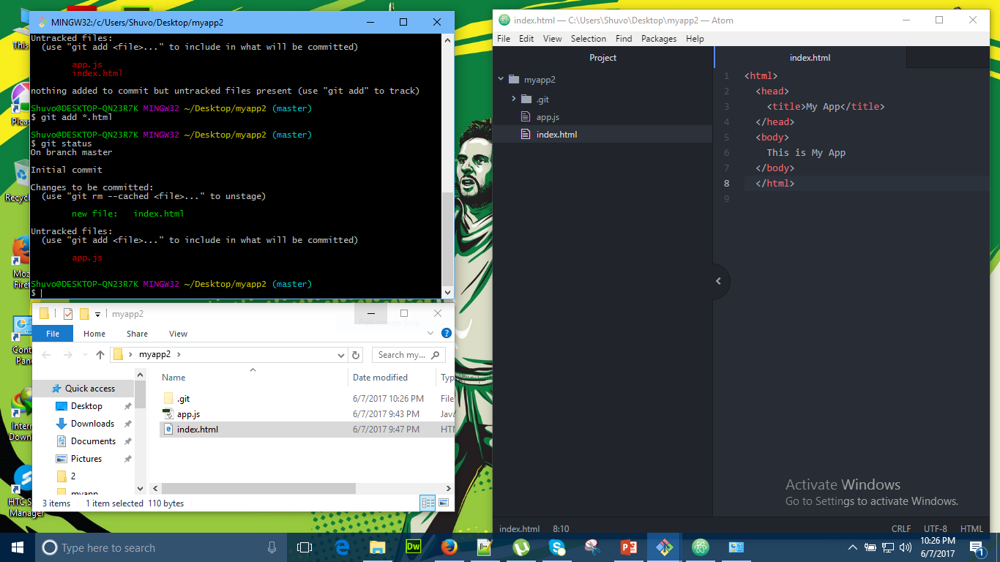 MINGW32:/c/Users/Shuvo/Desktop/myapp2
Untracked files:
(use "git add <file>..." to include in what will be committed)
app.js
index.html
nothing added to commit but untracked files present (use "git add" to track)
Shuvo@DESKTOP-QN23R7K MINGW32 ~/Desktop/myapp2 (master)
$ git add *.html
Shuvo@DESKTOP-QN23R7K MINGW32 ~/Desktop/myapp2 (master)
$ git status
On branch master
Initial commit
Changes to be committed:
(use "git rm --cached <file>..." to unstage)
new file: index.html
Untracked files:
(use "git add <file>..." to include in what will be committed)
app.js
Shuvo@DESKTOP-QN23R7K MINGW32 ~/Desktop/myapp2 (master)
$
myapp2
File Home Share View
myapp2
Search my...
Name Date modified Typ
Quick access
Desktop
Downloads
Documents
Pictures
2
myapp
.git 6/7/2017 10:26 PM File
app.js 6/7/2017 9:43 PM Java
index.html 6/7/2017 9:47 PM HTM
3 items 1 item selected 110 bytes
index.html — C:\Users\Shuvo\Desktop\myapp2 — Atom
File Edit View Selection Find Packages Help
Project
index.html
myapp2
.git
app.js
index.html
1 <html>
2 <head>
3 <title>My App</title>
4 </head>
5 <body>
6 This is My App
7 </body>
8 </html>
9
Activate Windows
Go to Settings to activate Windows.
index.html 8:10
CRLF UTF-8 HTML
This
Pica
Recyc
Moz
Firef
Cont
Pan
Intern
Down
HTC S
Manager
Type here to search
Dw
10:26 PM
6/7/2017
1